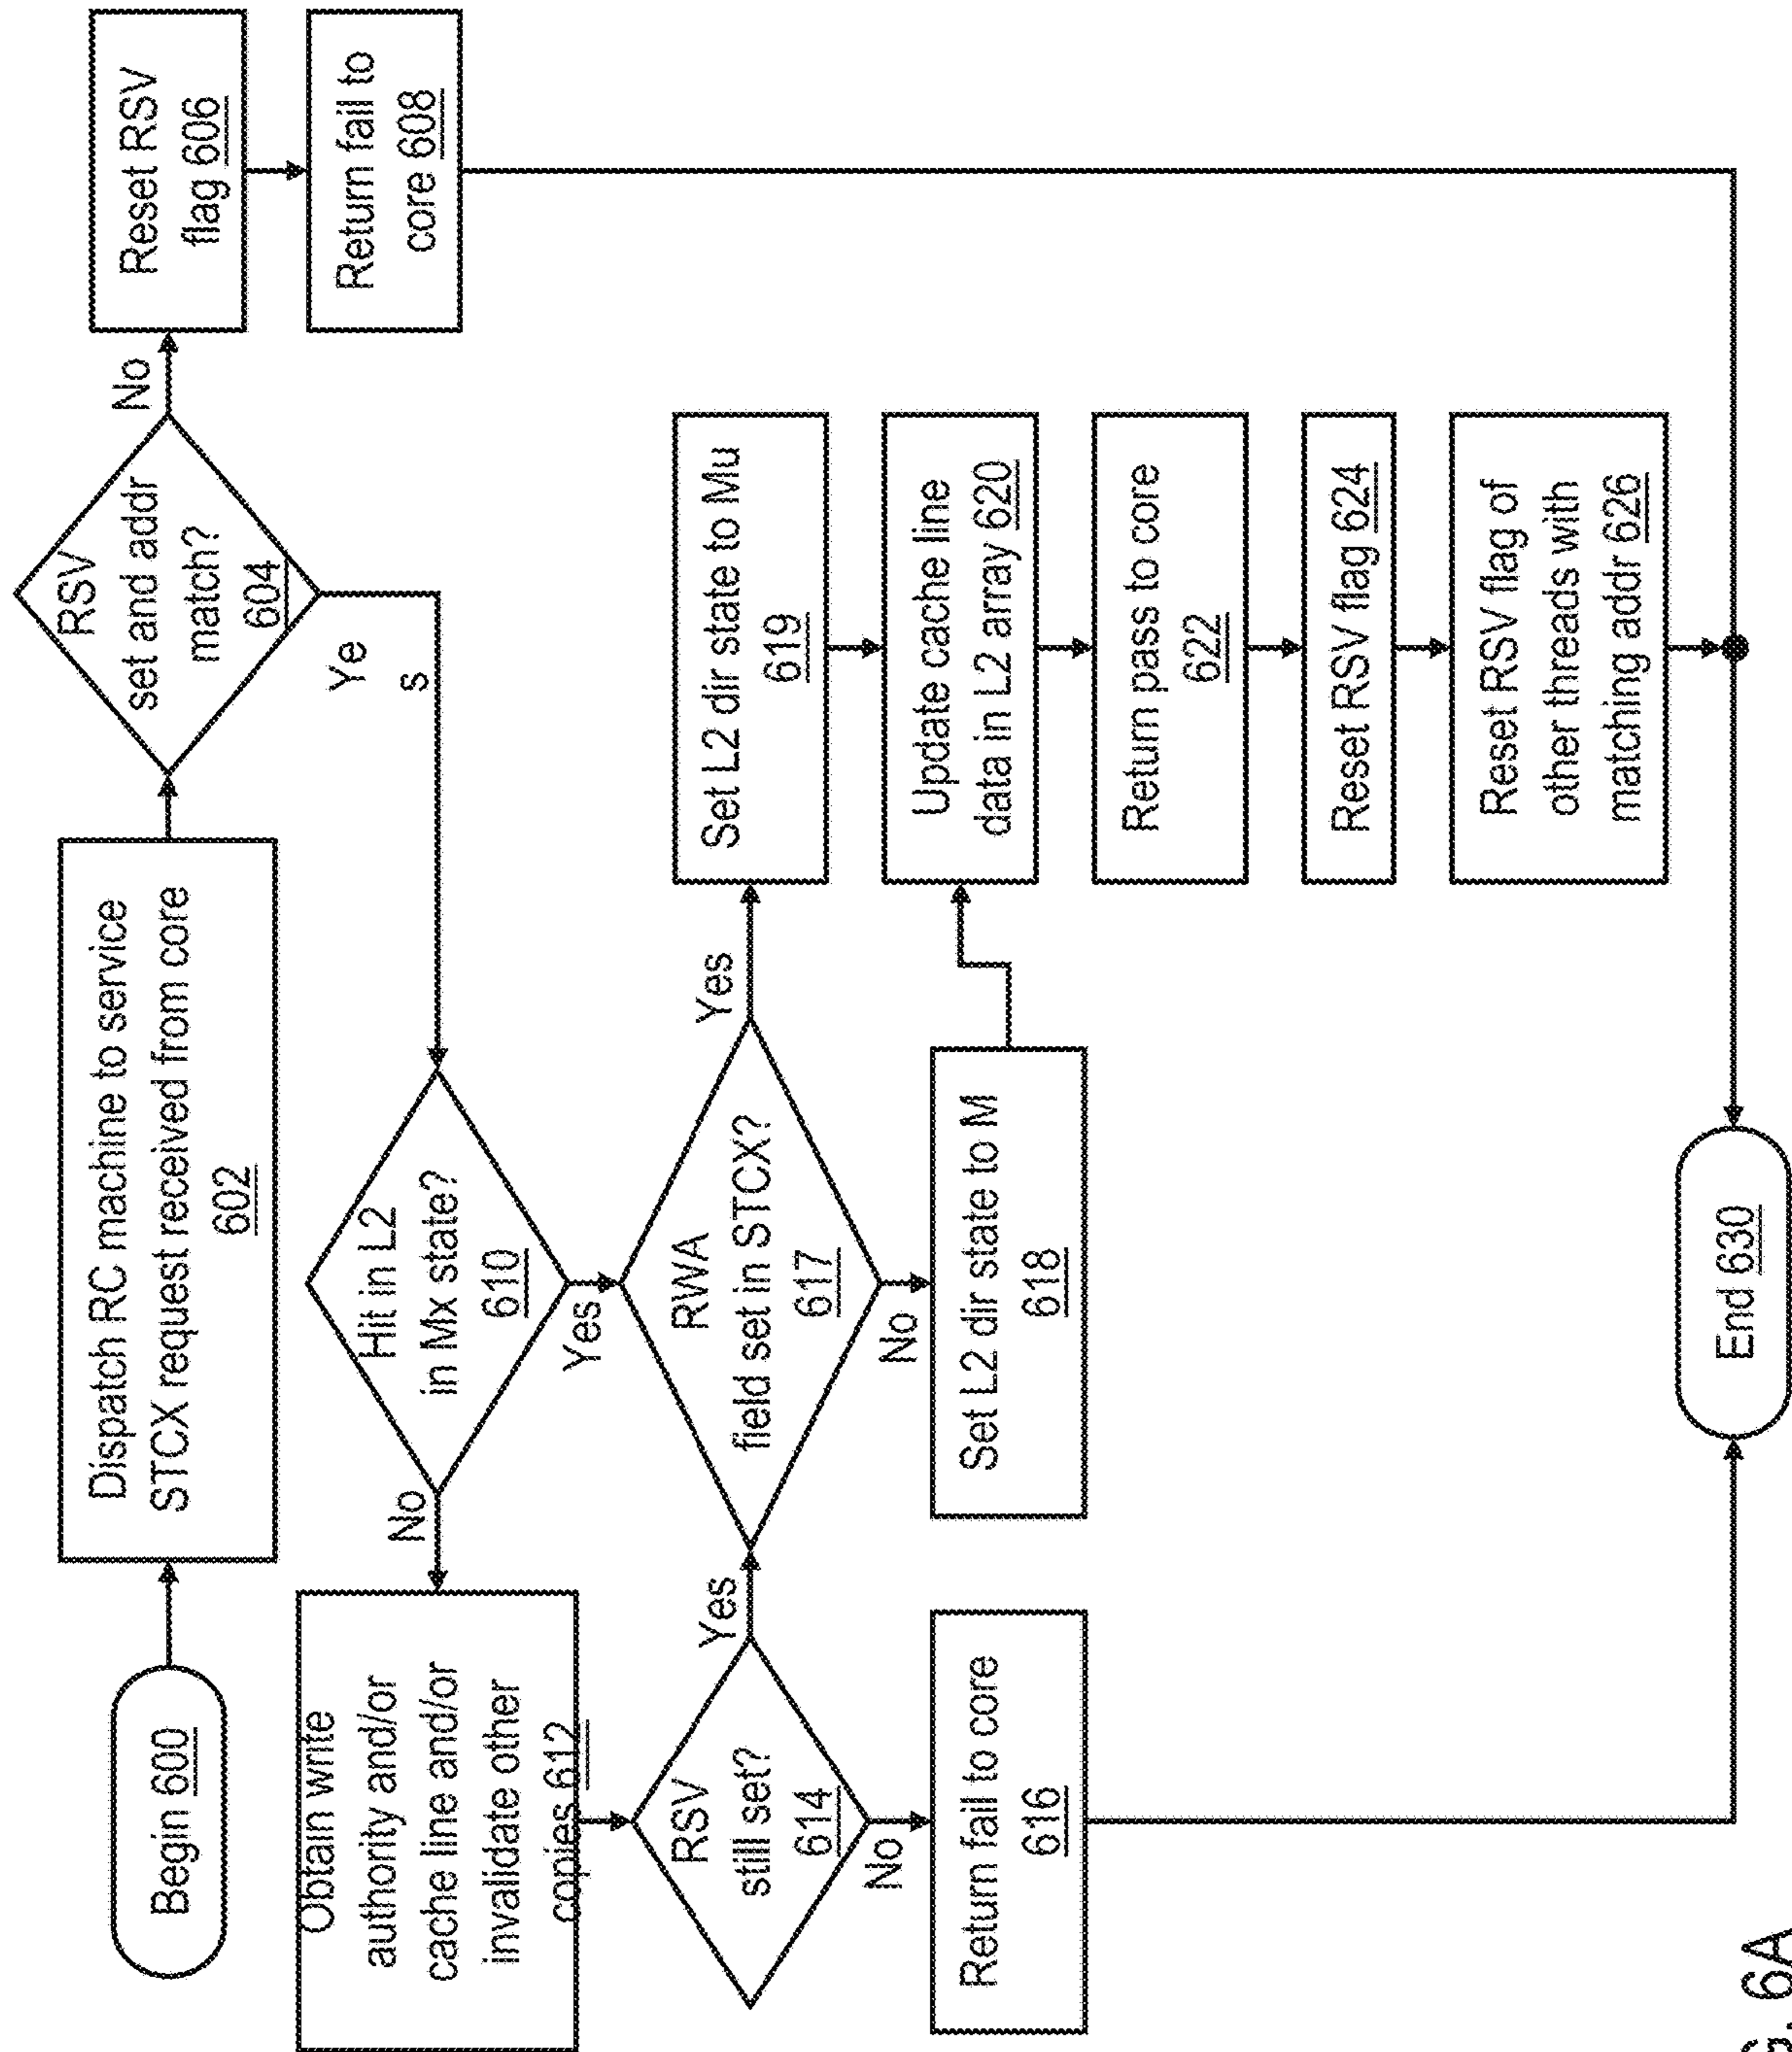 Begin 600
Dispatch RC machine to service
STCX request received from core
602
RSV
set and addr
match?
604
No
Reset RSV
flag 606
Return fail to
core 608
Ye
s
Hit in L2
in Mx state?
610
No
Yes
Obtain write
authority and/or
cache line and/or
invalidate other
copies 612
RSV
still set?
614
Yes
No
Return fail to core
616
RWA
field set in STCX?
617
Yes
No
Set L2 dir state to M
618
Set L2 dir state to Mu
619
Update cache line
data in L2 array 620
Return pass to core
622
Reset RSV flag 624
Reset RSV flag of
other threads with
matching addr 626
End 630
G. 6A